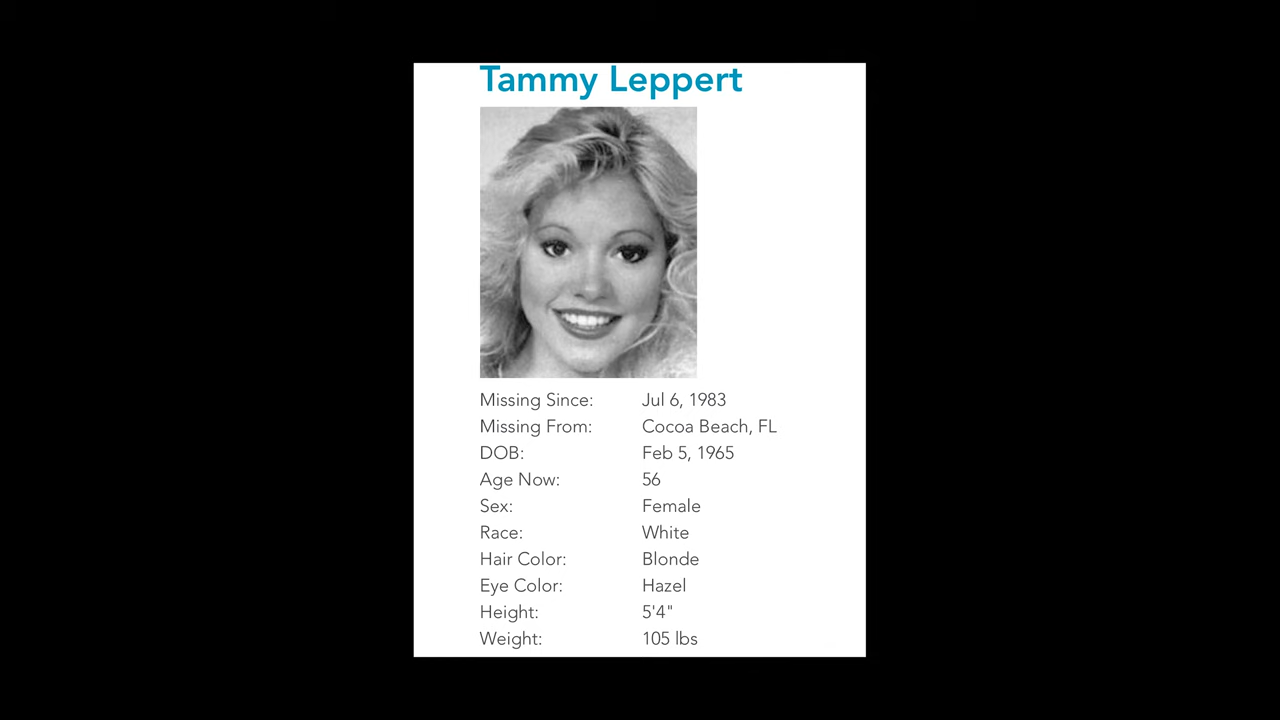 Tammy Leppert
Missing Since: Jul 6, 1983
Missing From: Cocoa Beach, FL
DOB: Feb 5, 1965
Age Now: 56
Sex: Female
Race: White
Hair Color: Blonde
Eye Color: Hazel
Height: 5'4"
Weight: 105 lbs